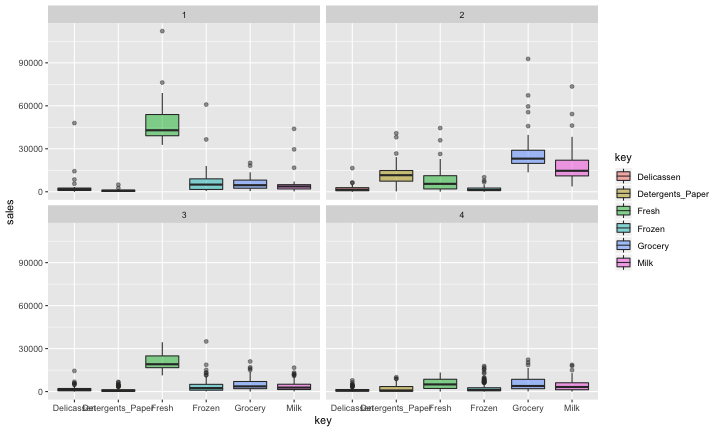 1
2
90000
60000
30000
0
sales
3
4
90000
60000
30000
0
Delicassen Detergents_Paper Fresh Frozen Grocery Milk
Delicassen Detergents_Paper Fresh Frozen Grocery Milk
key
key
Delicassen
Detergents_Paper
Fresh
Frozen
Grocery
Milk